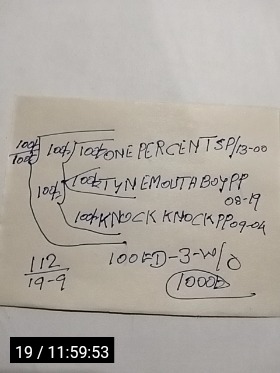 100₺) 100₺) 100₺ ONE PERCENT SP/13-00
100₺
100₺ TYNEMOUTH A BOY PP
100₺) 08-19
100₺ KNOCK KNOCK PP 09-04
112 100₺D-3-W/O
19-9 1000₺
19 / 11:59:53